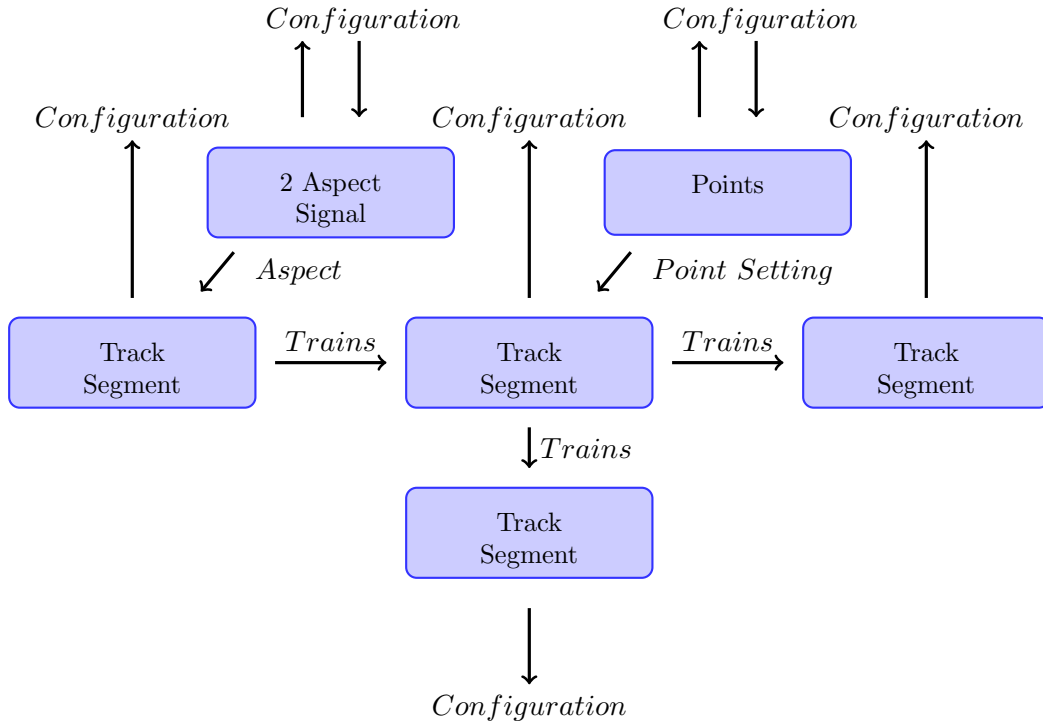 Configuration
Configuration
Configuration
Configuration
Configuration
2 Aspect
Signal
Points
Aspect
Point Setting
Track
Segment
Trains
Track
Segment
Trains
Track
Segment
Trains
Track
Segment
Configuration